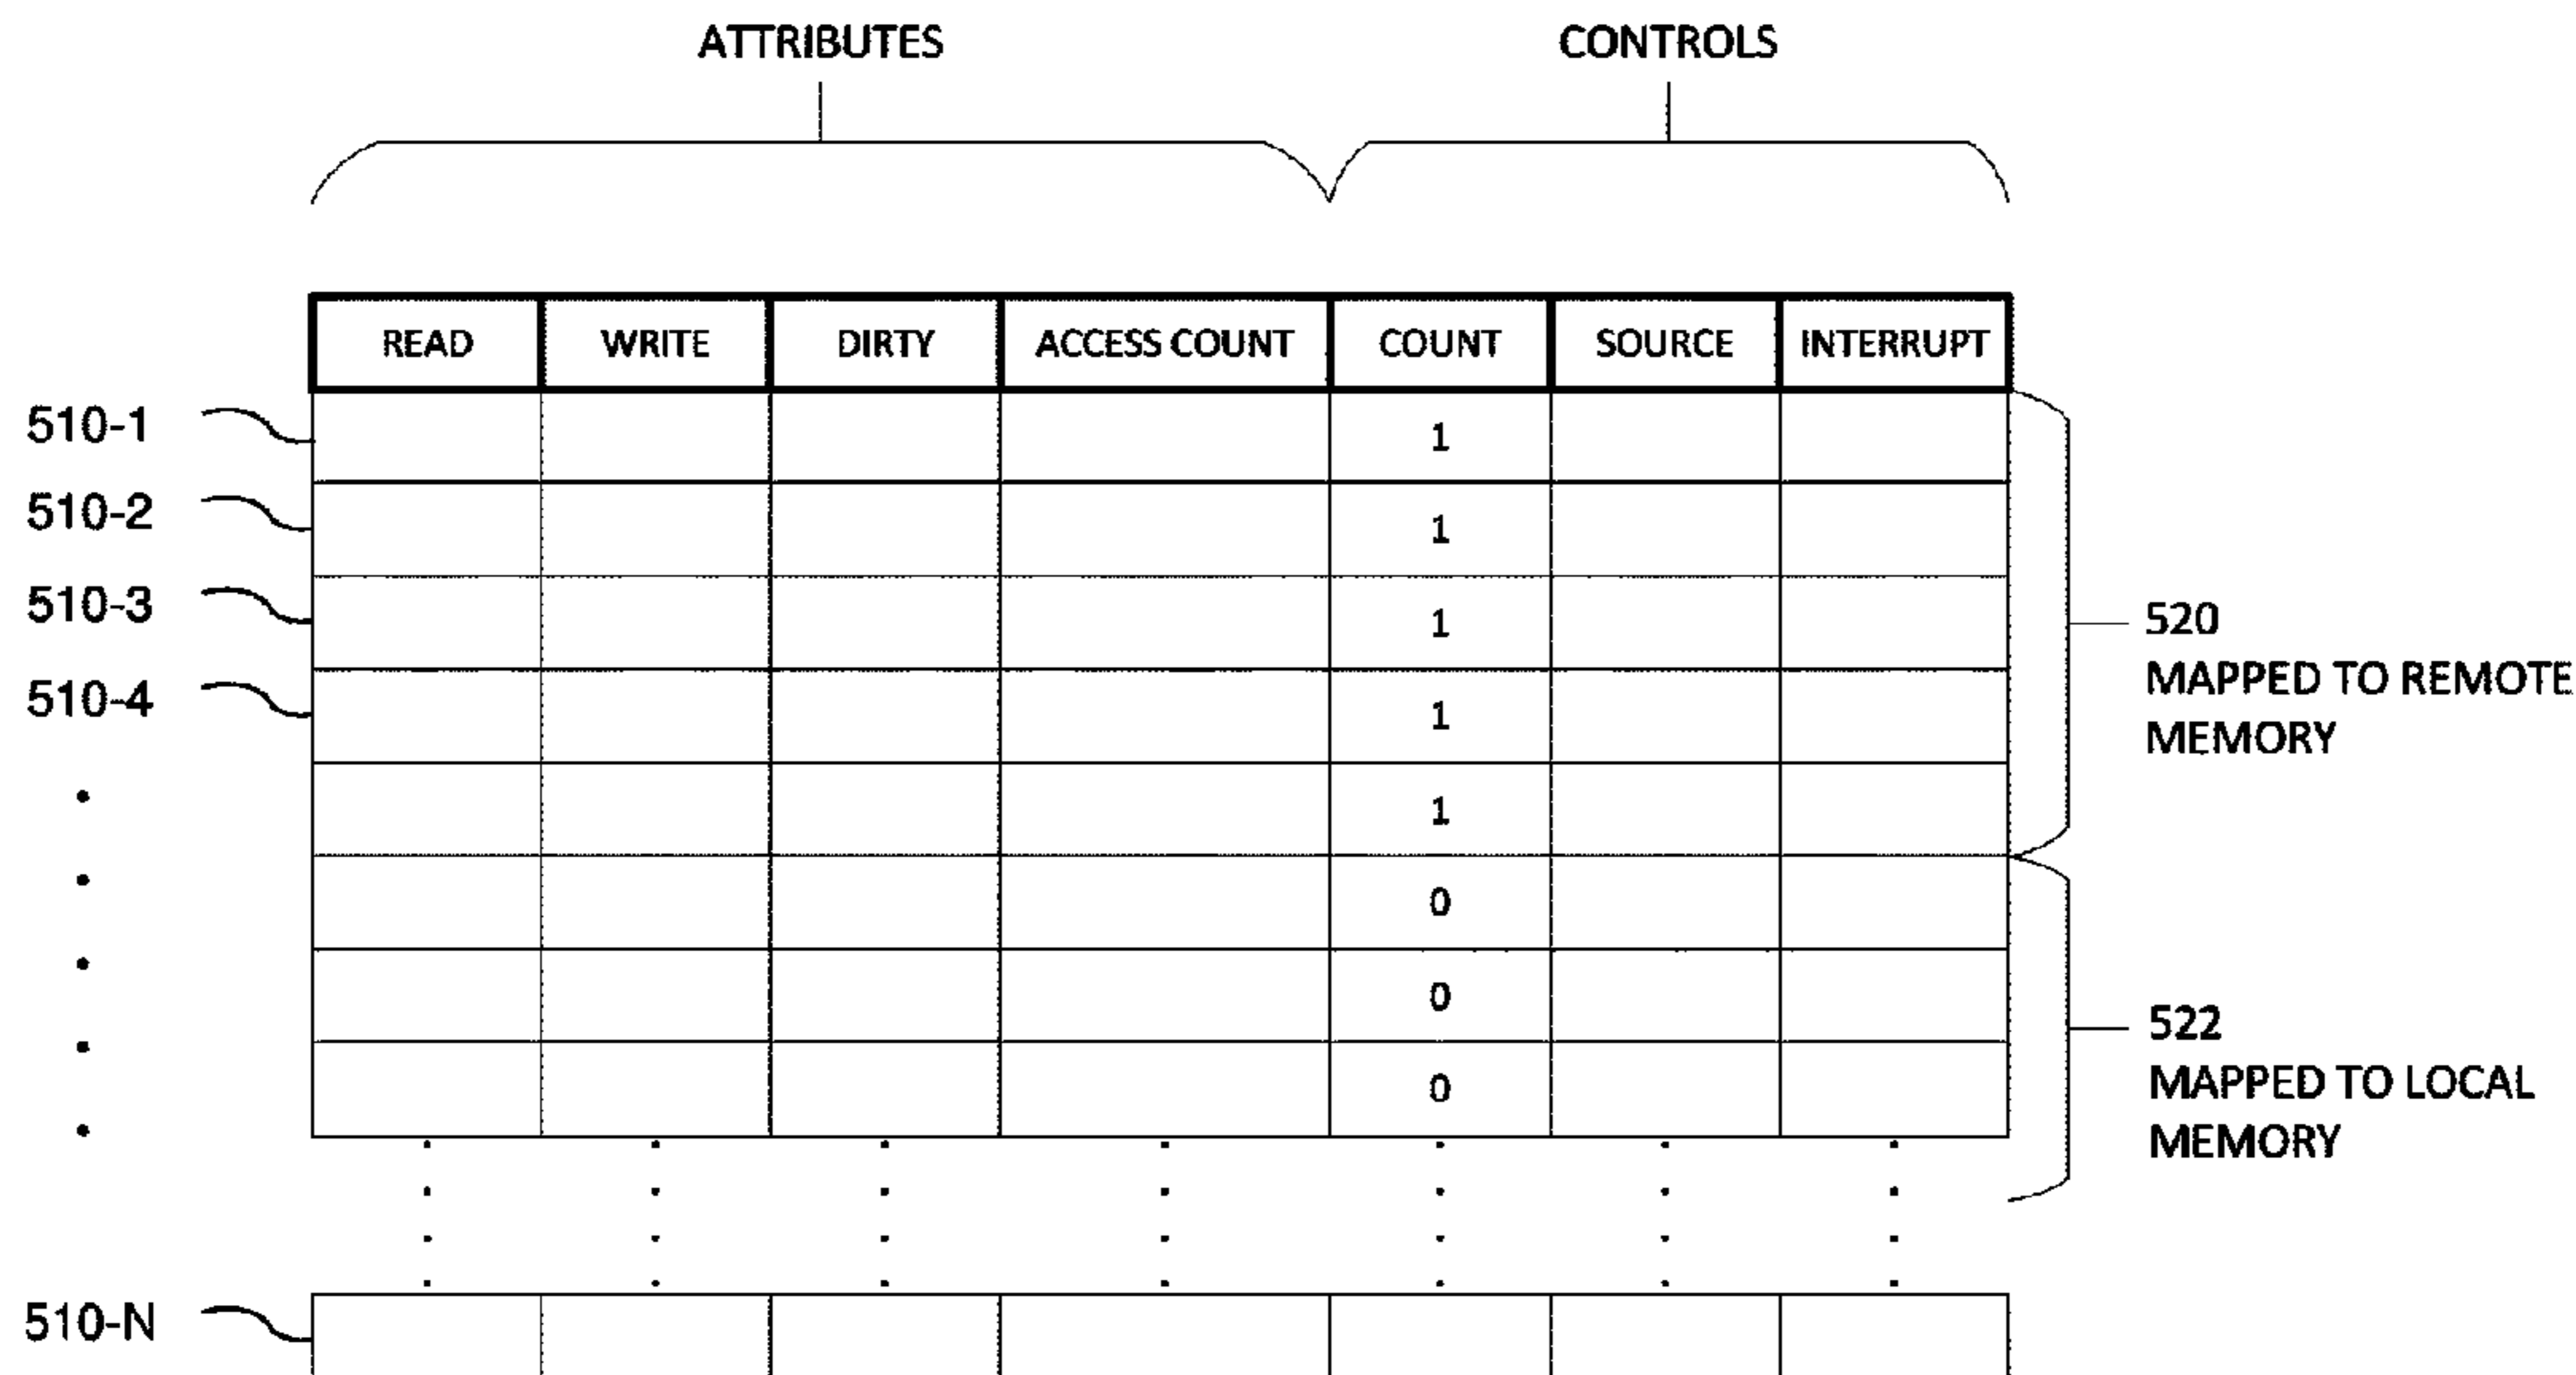 ATTRIBUTES CONTROLS
READ WRITE DIRTY ACCESS COUNT COUNT SOURCE INTERRUPT
510-1 1
510-2 1
510-3 1
520
MAPPED TO REMOTE
MEMORY
510-4 1
1
0
0
522
MAPPED TO LOCAL
MEMORY
0
510-N